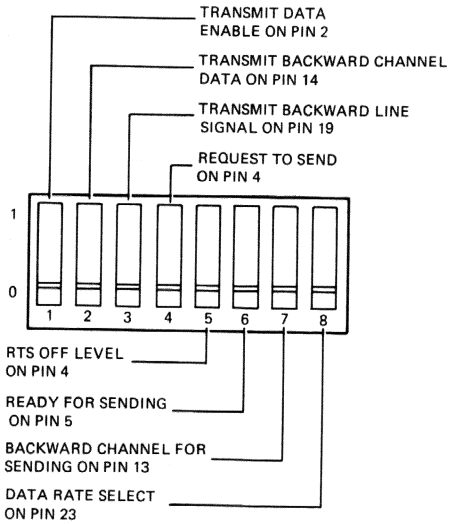 TRANSMIT DATA
ENABLE ON PIN 2
TRANSMIT BACKWARD CHANNEL
DATA ON PIN 14
TRANSMIT BACKWARD LINE
SIGNAL ON PIN 19
REQUEST TO SEND
ON PIN 4
1
0
1 2 3 4 5 6 7 8
RTS OFF LEVEL
ON PIN 4
READY FOR SENDING
ON PIN 5
BACKWARD CHANNEL FOR
SENDING ON PIN 13
DATA RATE SELECT
ON PIN 23